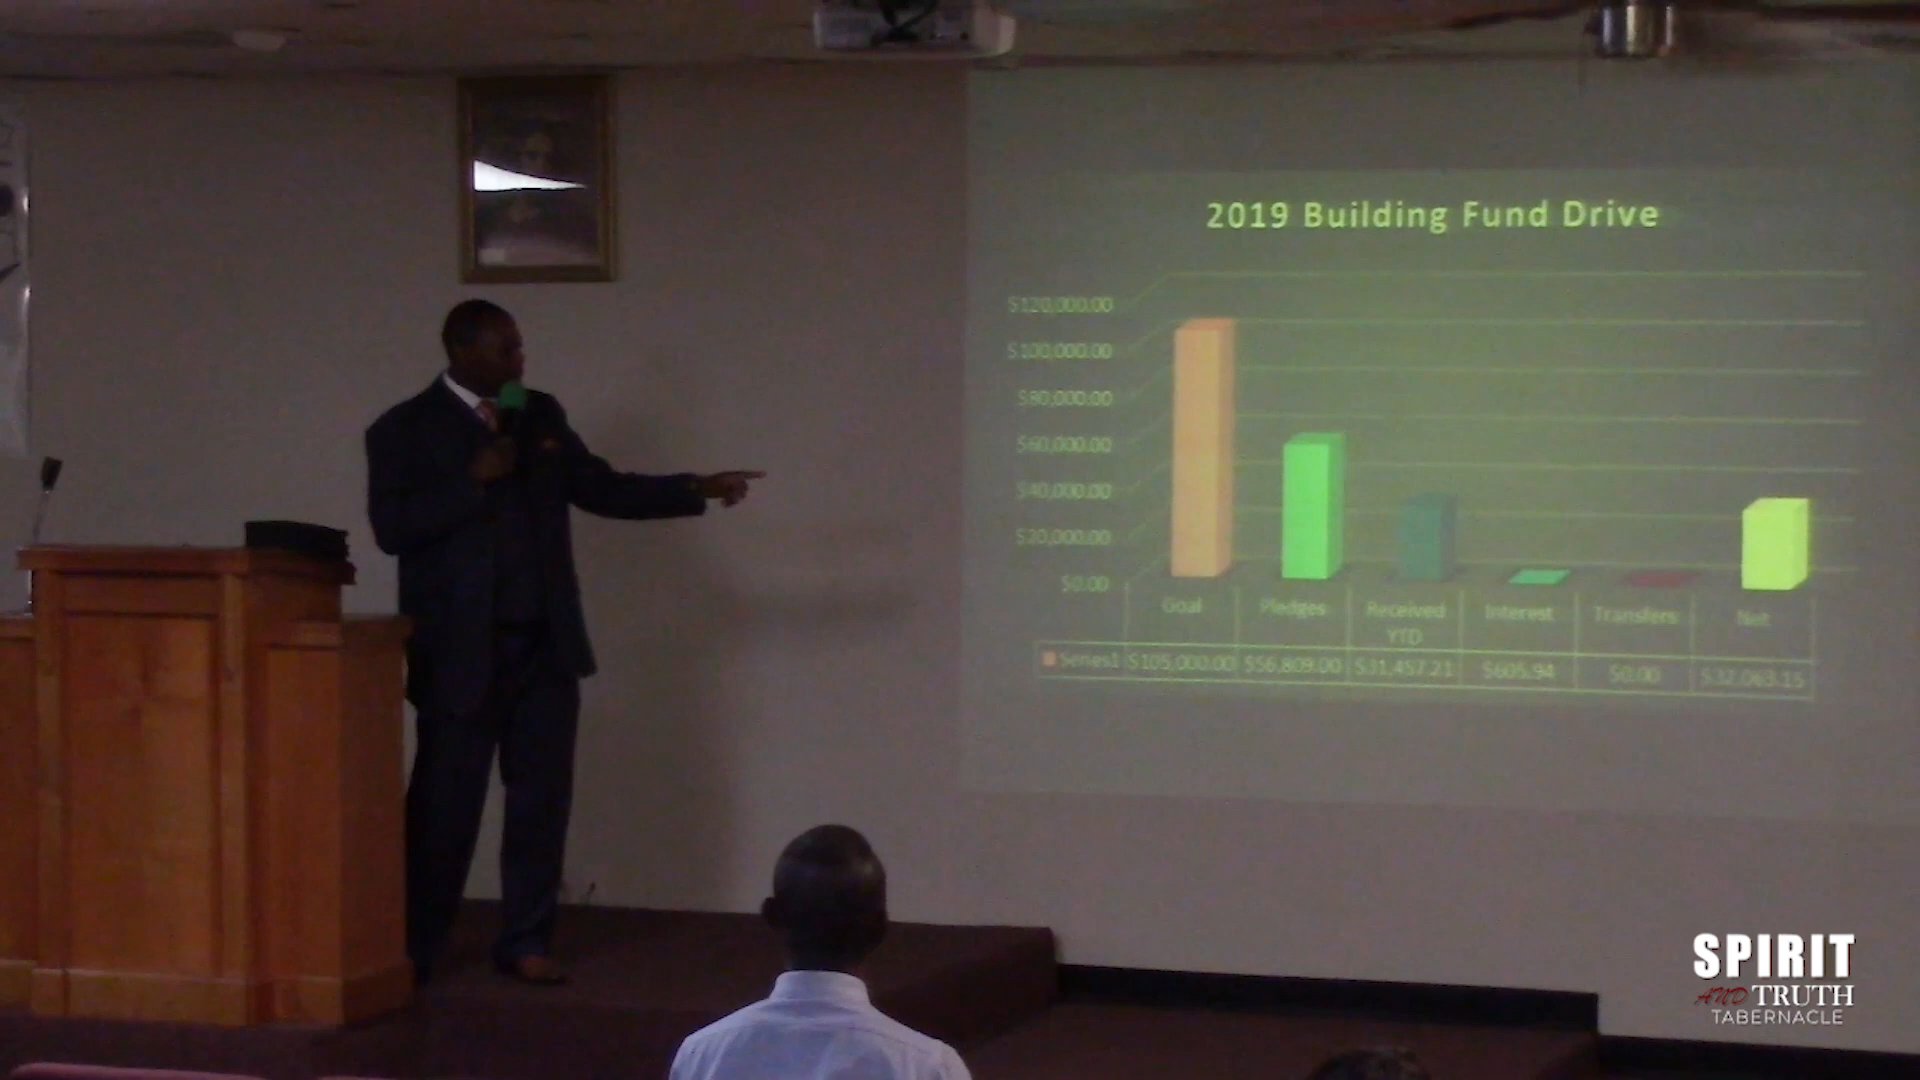 2019 Building Fund Drive
$120,000.00
$100,000.00
$80,000.00
$60,000.00
$40,000.00
$20,000.00
$0.00
Goal Pledges Received YTD Interest Transfers Net
Series1 $105,000.00 $56,809.00 $31,457.21 $605.94 $0.00 $32,063.15
SPIRIT
AND TRUTH
TABERNACLE